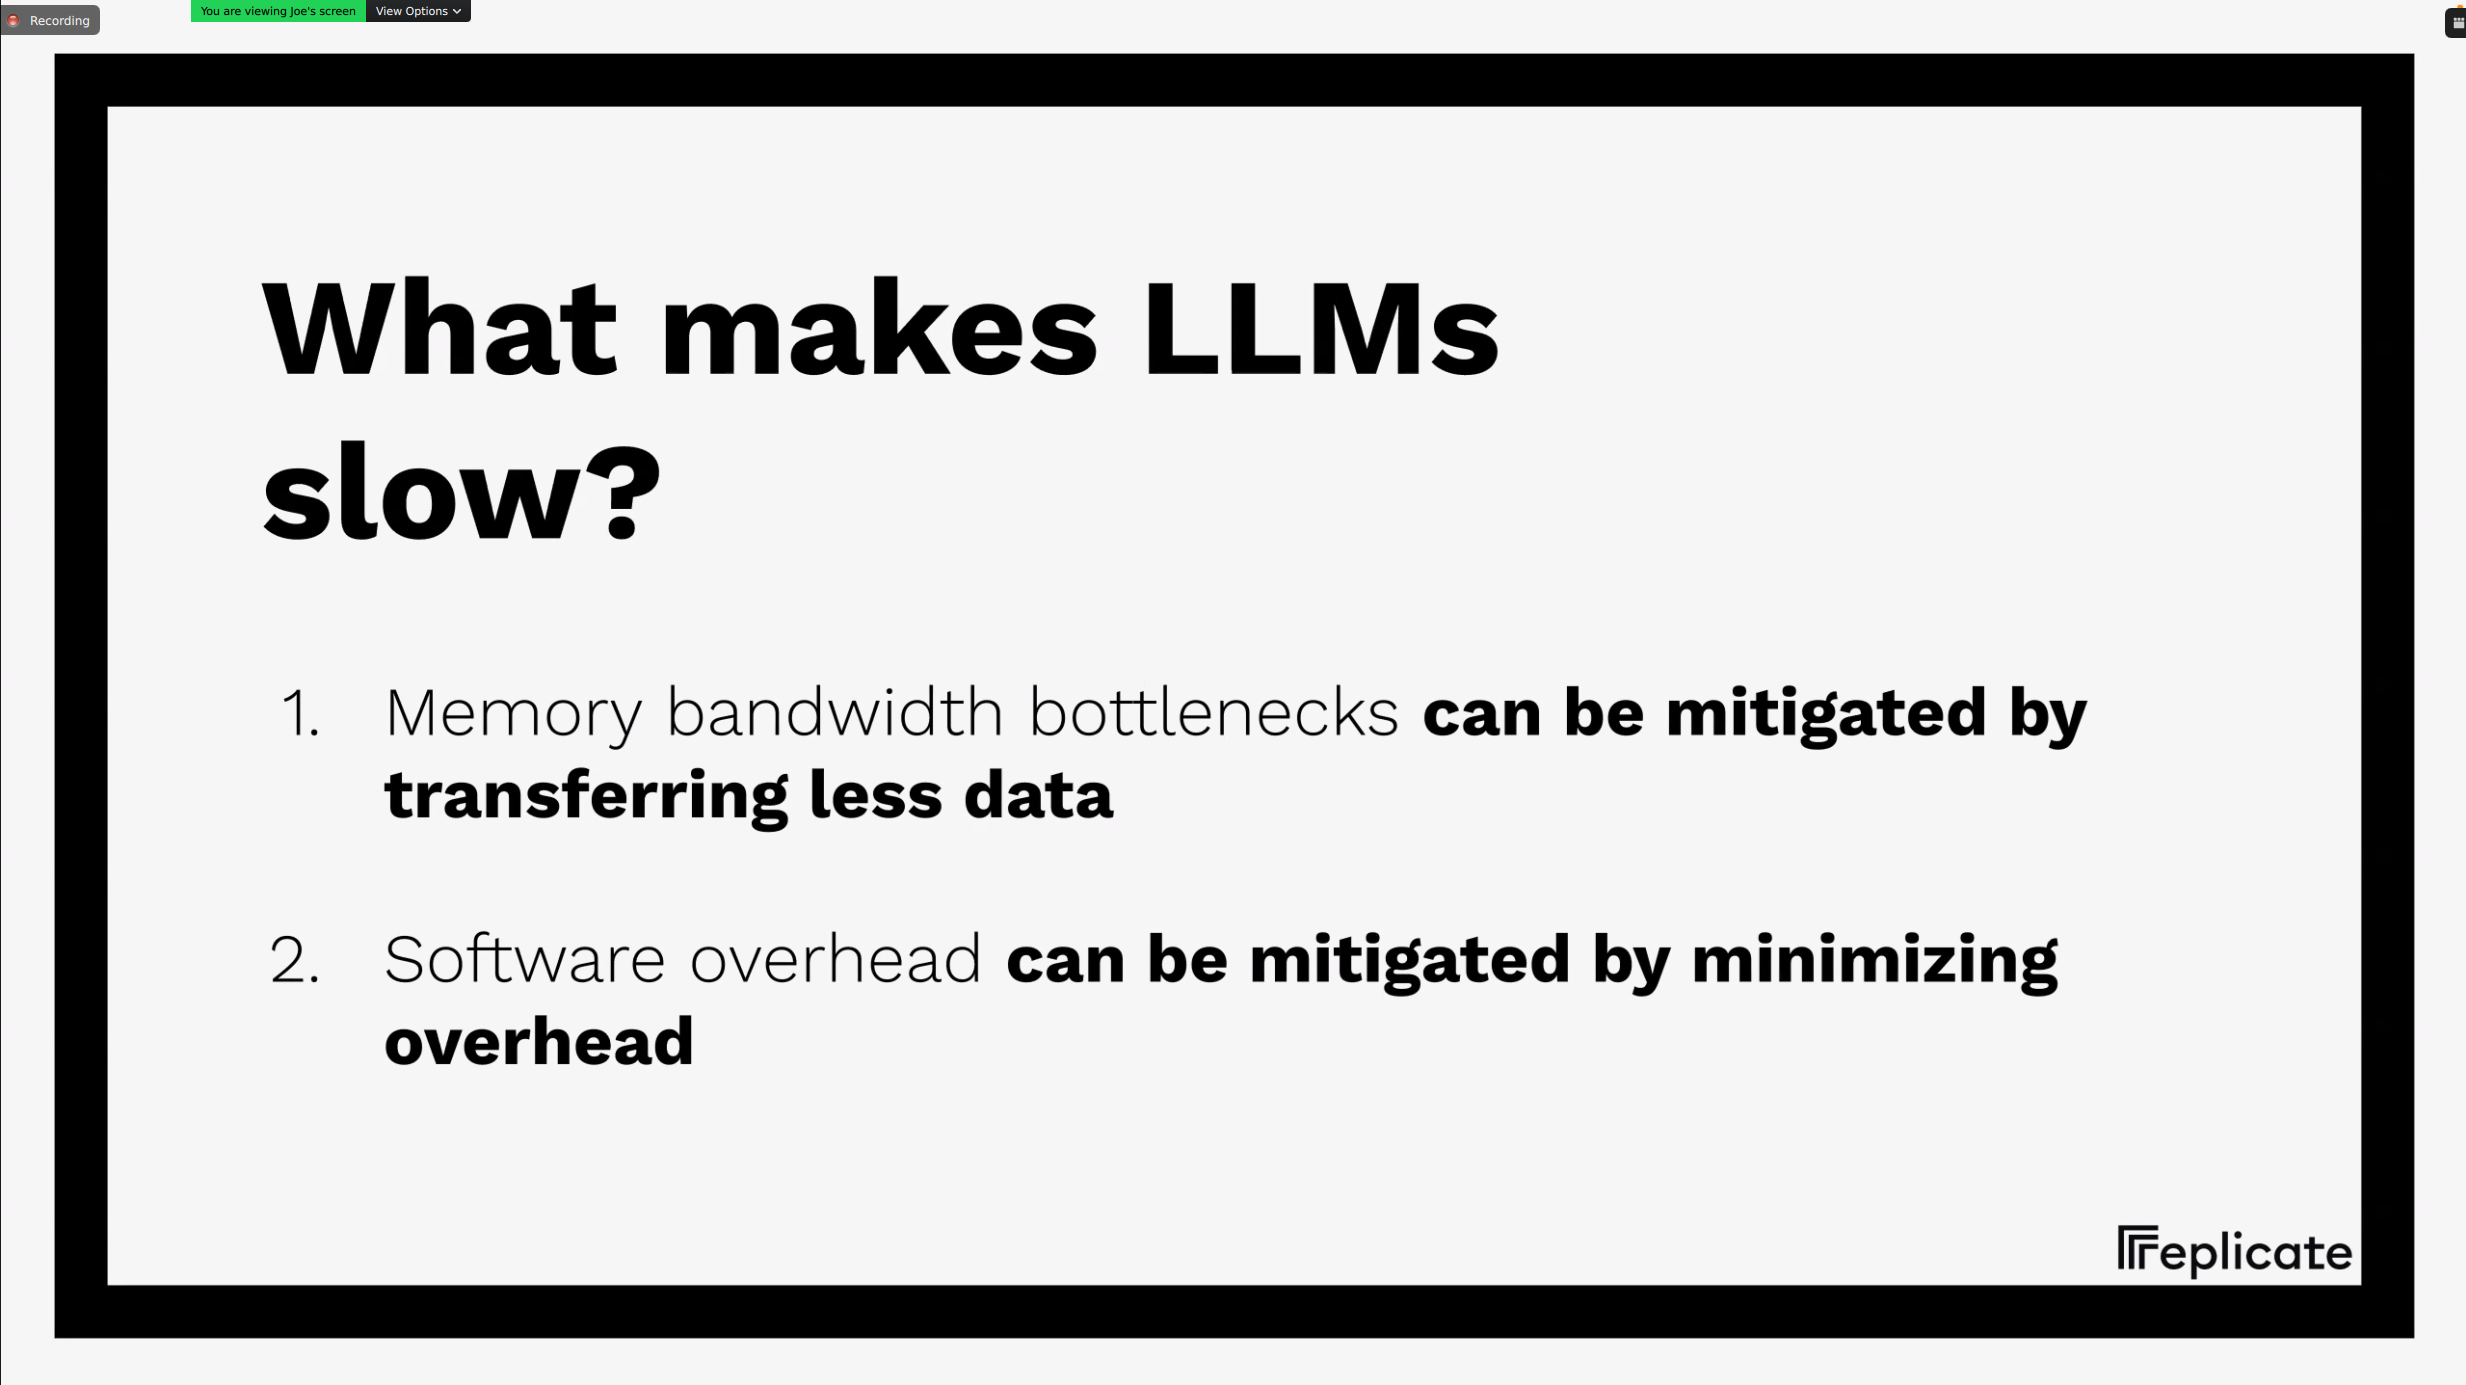 Recording
You are viewing Joe's screen
View Options
What makes LLMs
slow?
1. Memory bandwidth bottlenecks can be mitigated by
transferring less data
2. Software overhead can be mitigated by minimizing
overhead
replicate